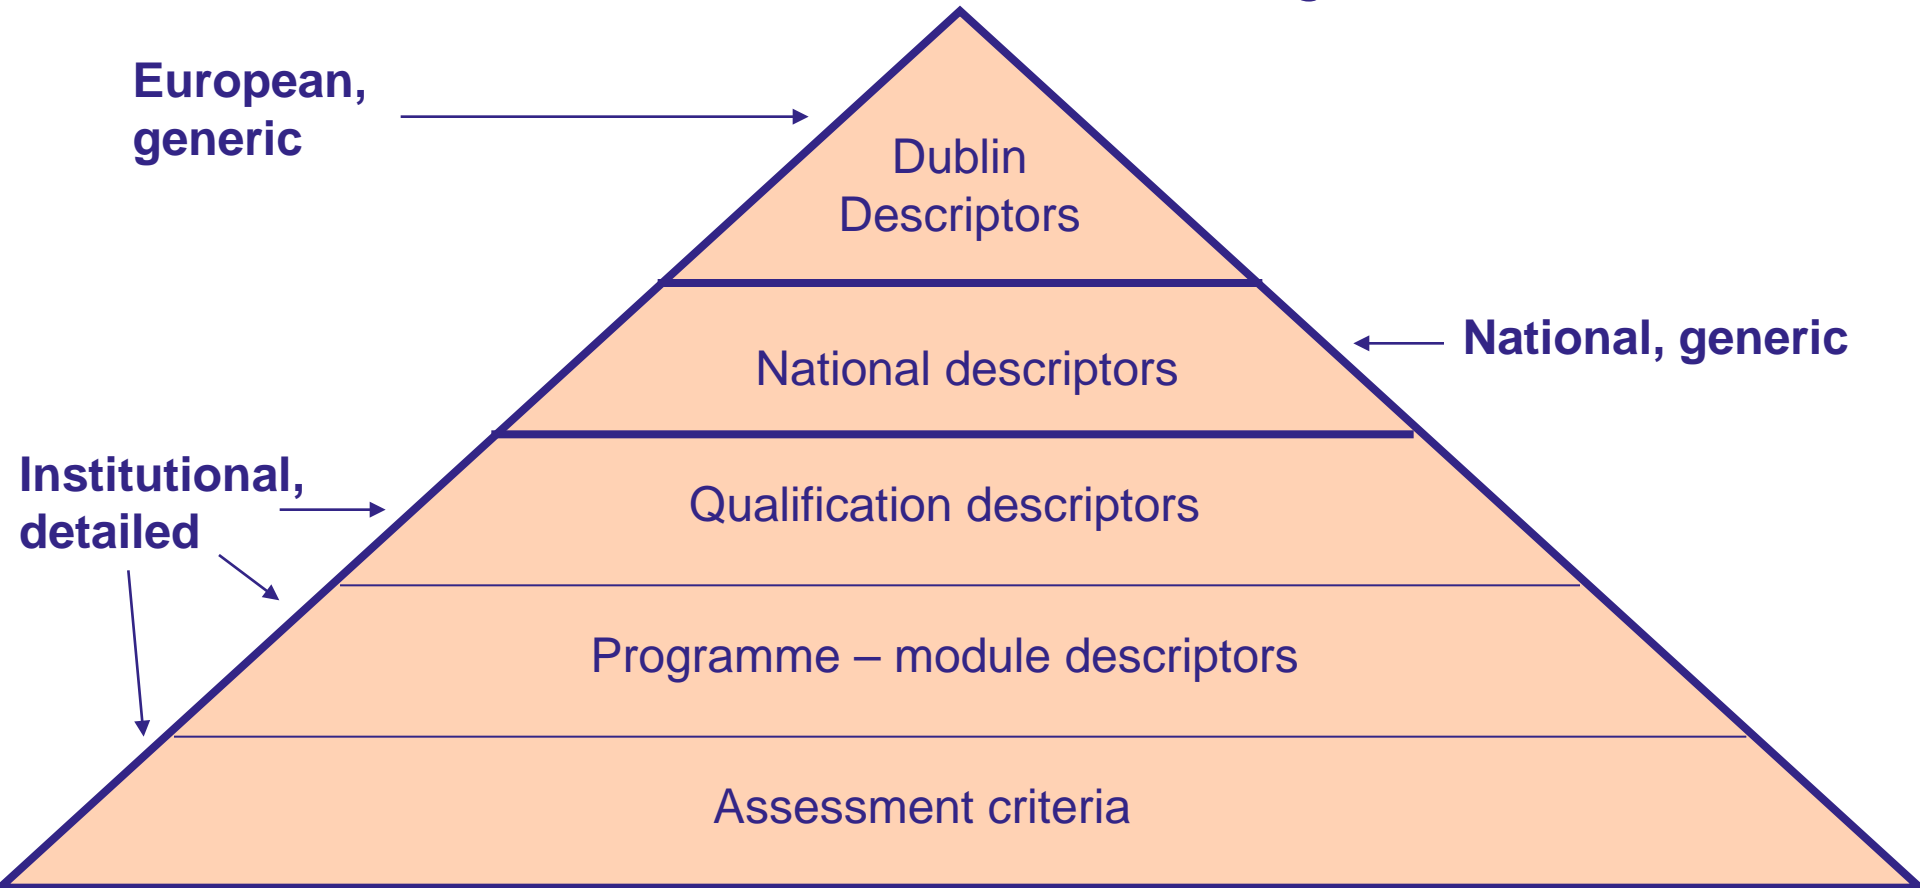 European,
generic
Dublin
Descriptors
National descriptors
National, generic
Institutional,
detailed
Qualification descriptors
Programme – module descriptors
Assessment criteria